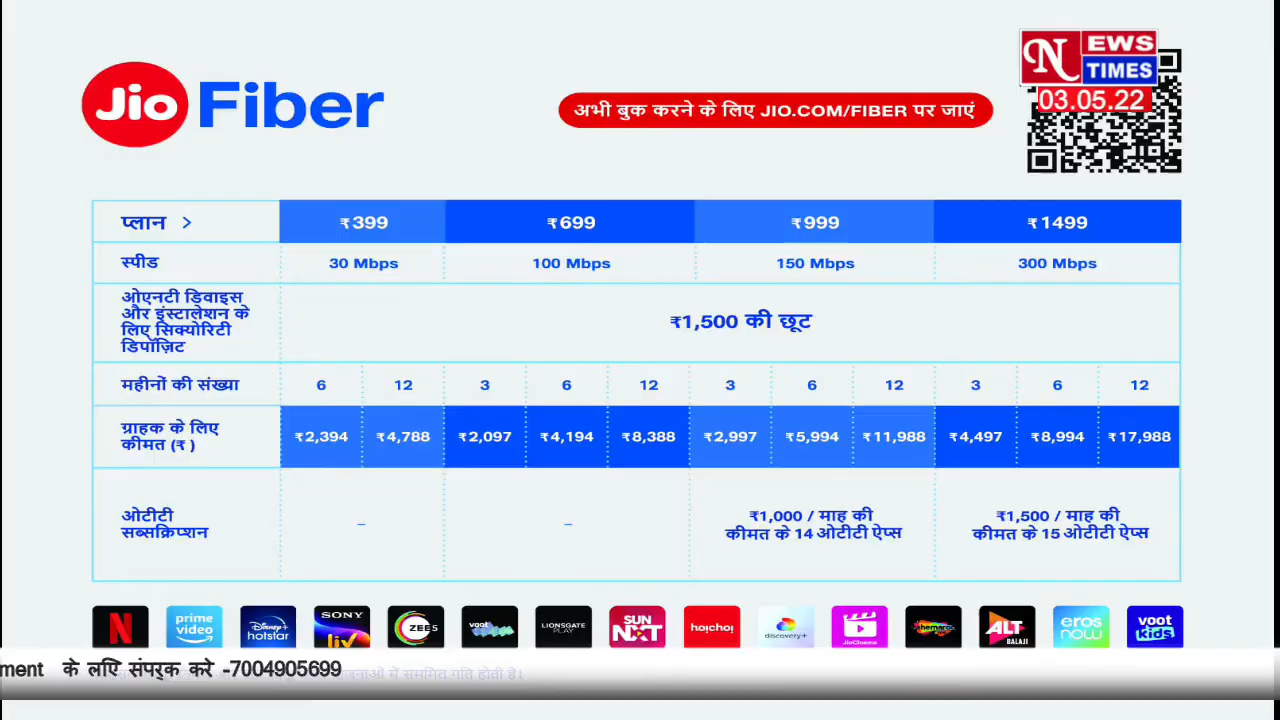 Jio Fiber
अभी बुक करने के लिए JIO.COM/FIBER पर जाएं
NEWS
TIMES
03.05.22
प्लान > ₹399 ₹699 ₹999 ₹1499
स्पीड 30 Mbps 100 Mbps 150 Mbps 300 Mbps
ओएनटी डिवाइस
और इंस्टालेशन के
लिए सिक्योरिटी
डिपॉज़िट
₹1,500 की छूट
महीनों की संख्या 6 12 3 6 12 3 6 12 3 6 12
ग्राहक के लिए
कीमत (₹ )
₹2,394 ₹4,788 ₹2,097 ₹4,194 ₹8,388 ₹2,997 ₹5,994 ₹11,988 ₹4,497 ₹8,994 ₹17,988
ओटीटी
सब्सक्रिप्शन
– –
₹1,000 / माह की
कीमत के 14 ओटीटी ऐप्स
₹1,500 / माह की
कीमत के 15 ओटीटी ऐप्स
N
prime
video
Disney+
hotstar
SONY
liv
ZEE5
voot
LIONSGATE
PLAY
SUN
NXT
hoichoi
discovery+
JioCinema
shemaroo
ALT
BALAJI
eros
now
voot
kids
ment के लिए संपर्क करे -7004905699
जनाओं में सममित गति होती है।